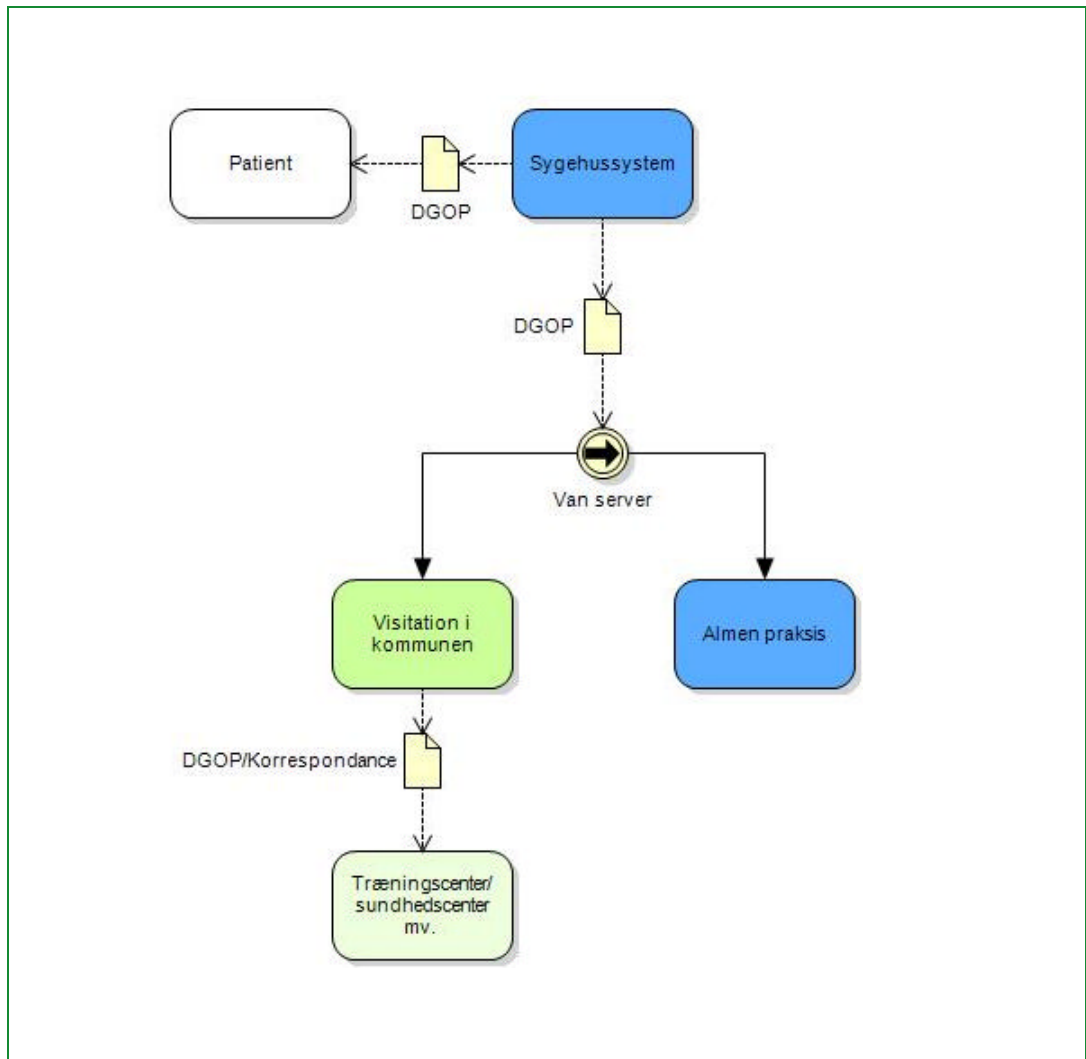 Patient
Sygehussystem
DGOP
DGOP
Van server
Visitation i
kommunen
Almen praksis
DGOP/Korrespondance
Træningscenter/
sundhedscenter
mv.